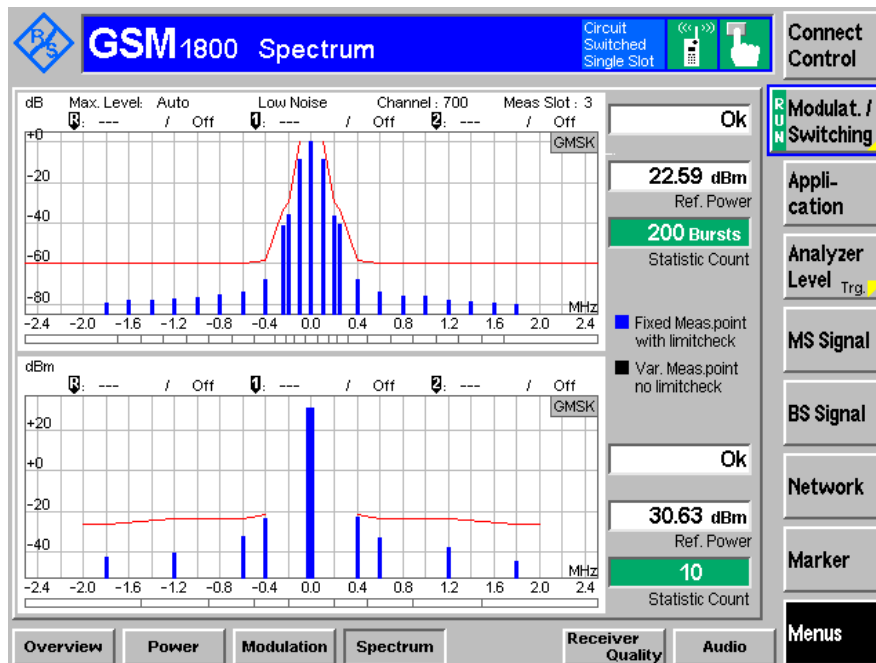 R/S
GSM 1800 Spectrum
Circuit
Switched
Single Slot
Connect
Control
dB Max. Level: Auto Low Noise Channel : 700 Meas Slot : 3
R: --- / Off 1: --- / Off 2: --- / Off
GMSK
+0
-20
-40
-60
-80
MHz
-2.4 -2.0 -1.6 -1.2 -0.8 -0.4 0.0 0.4 0.8 1.2 1.6 2.0 2.4
Ok
22.59 dBm
Ref. Power
200 Bursts
Statistic Count
Fixed Meas.point
with limitcheck
Var. Meas.point
no limitcheck
dBm
R: --- / Off 1: --- / Off 2: --- / Off
GMSK
+20
+0
-20
-40
MHz
-2.4 -2.0 -1.6 -1.2 -0.8 -0.4 0.0 0.4 0.8 1.2 1.6 2.0 2.4
Ok
30.63 dBm
Ref. Power
10
Statistic Count
RUN
Modulat. /
Switching
Appli-
cation
Analyzer
Level Trg.
MS Signal
BS Signal
Network
Marker
Menus
Overview Power Modulation Spectrum Receiver Quality Audio